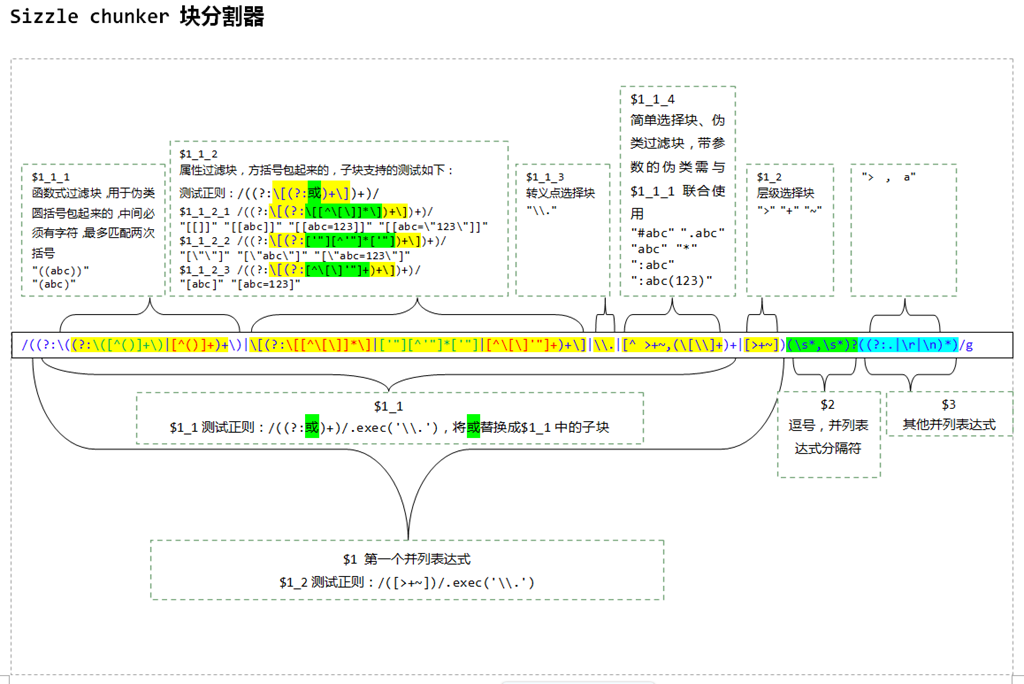 Sizzle chunker 块分割器
$1_1_1
函数式过滤块,用于伪类
圆括号包起来的,中间必
须有字符,最多匹配两次
括号
"((abc))"
"(abc)"
$1_1_2
属性过滤块，方括号包起来的，子块支持的测试如下：
测试正则：/((?:\[(?:或)+\])+)/
$1_1_2_1 /((?:\[(?:\[[^\[\]]*\])+\])+)/
"[[]]" "[[abc]]" "[[abc=123]]" "[[abc=\"123\"]]"
$1_1_2_2 /((?:\[(?:['"][^'"]*['"])+\])+)/
"[\"\"]" "[\"abc\"]" "[\"abc=123\"]"
$1_1_2_3 /((?:\[(?:[^\[\]'"]+)+\])+)/
"[abc]" "[abc=123]"
$1_1_3
转义点选择块
"\\."
$1_1_4
简单选择块、伪
类过滤块，带参
数的伪类需与
$1_1_1 联合使
用
"#abc" ".abc"
"abc" "*"
":abc"
":abc(123)"
$1_2
层级选择块
">" "+" "~"
"> , a"
/((?:\((?:\([^()]+\)|[^()]+)+\)|\[(?:\[[^\[\]]*\]|['"][^'"]*['"]|[^\[\]'"]+)+\]|\\.|[^ >+~,(\[\\]+)+|[>+~])(\s*,\s*)?((?:.|\r|\n)*)/g
$1_1
$1_1 测试正则：/((?:或)+)/.exec('\\.')，将或替换成$1_1 中的子块
$2
逗号，并列表
达式分隔符
$3
其他并列表达式
$1 第一个并列表达式
$1_2 测试正则：/([>+~])/.exec('\\.')